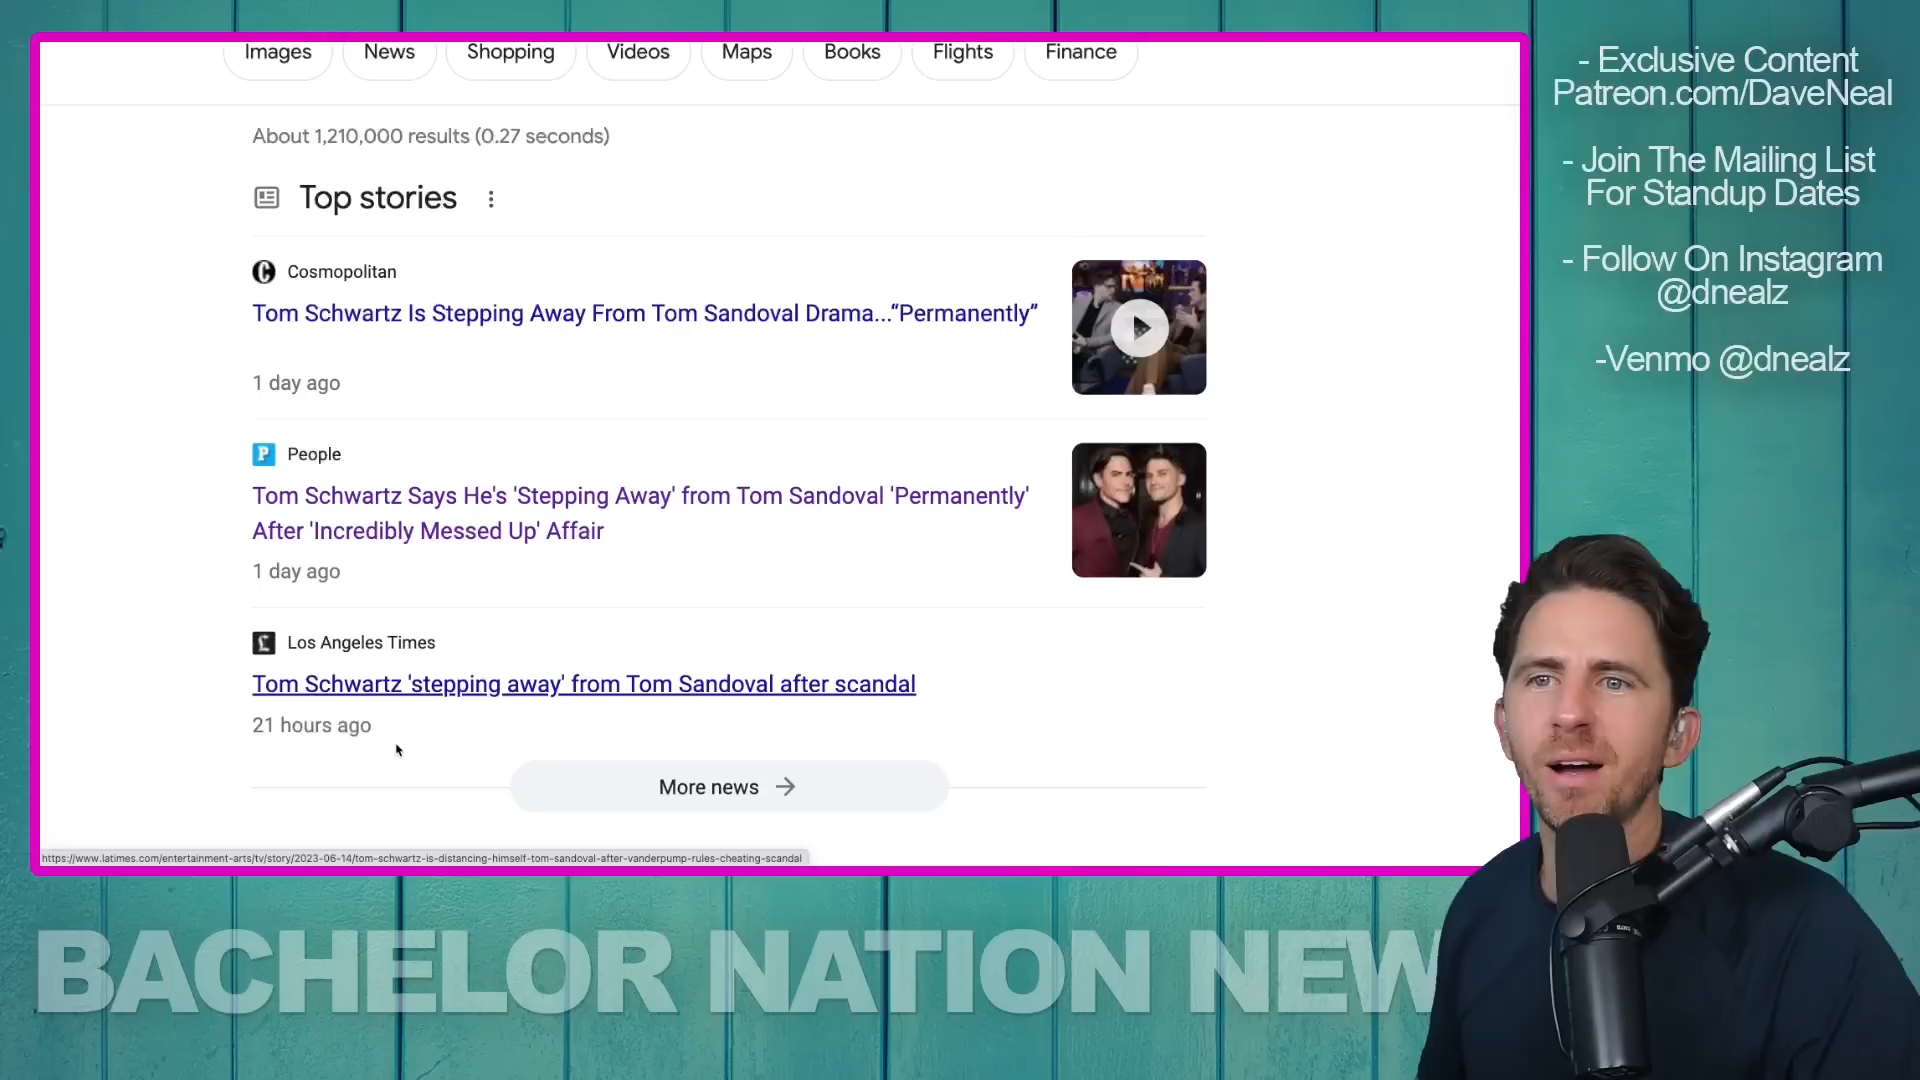 Images News Shopping Videos Maps Books Flights Finance
About 1,210,000 results (0.27 seconds)
Top stories
Cosmopolitan
Tom Schwartz Is Stepping Away From Tom Sandoval Drama...“Permanently”
1 day ago
People
Tom Schwartz Says He's 'Stepping Away' from Tom Sandoval 'Permanently'
After 'Incredibly Messed Up' Affair
1 day ago
Los Angeles Times
Tom Schwartz 'stepping away' from Tom Sandoval after scandal
21 hours ago
More news
https://www.latimes.com/entertainment-arts/tv/story/2023-06-14/tom-schwartz-is-distancing-himself-tom-sandoval-after-vanderpump-rules-cheating-scandal
- Exclusive Content
Patreon.com/DaveNeal
- Join The Mailing List
For Standup Dates
- Follow On Instagram
@dnealz
-Venmo @dnealz
BACHELOR NATION NEW